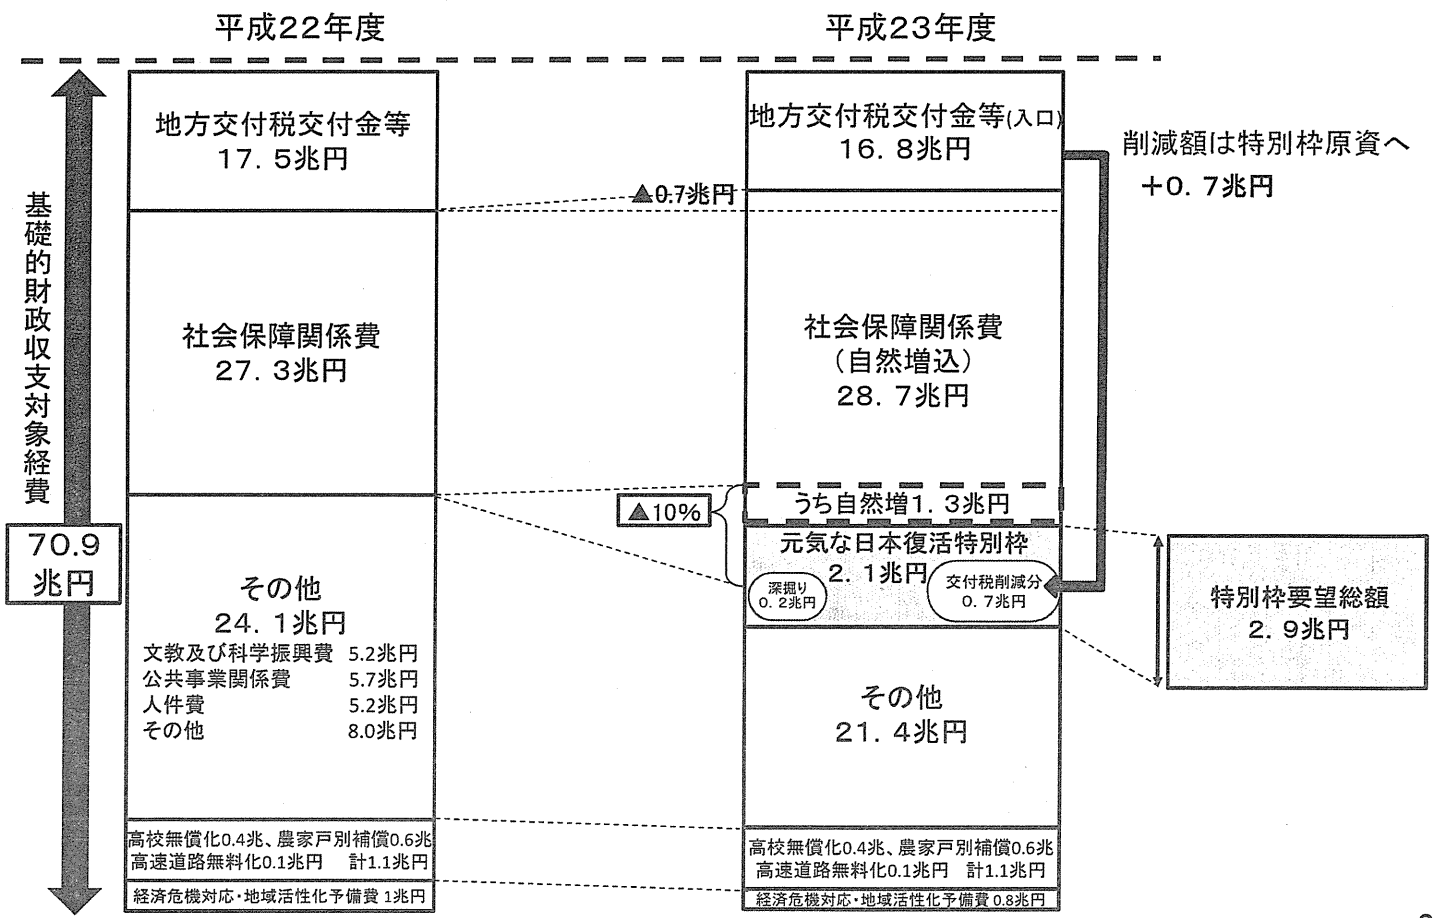 平成22年度
平成23年度
基礎的財政収支対象経費
70.9
兆円
地方交付税交付金等
17.5兆円
社会保障関係費
27.3兆円
その他
24.1兆円
文教及び科学振興費 5.2兆円
公共事業関係費 5.7兆円
人件費 5.2兆円
その他 8.0兆円
高校無償化0.4兆、農家戸別補償0.6兆
高速道路無料化0.1兆円 計1.1兆円
経済危機対応・地域活性化予備費 1兆円
▲0.7兆円
▲10%
地方交付税交付金等(入口)
16.8兆円
社会保障関係費
(自然増込)
28.7兆円
うち自然増1.3兆円
元気な日本復活特別枠
2.1兆円
深掘り
0.2兆円
交付税削減分
0.7兆円
その他
21.4兆円
高校無償化0.4兆、農家戸別補償0.6兆
高速道路無料化0.1兆円 計1.1兆円
経済危機対応・地域活性化予備費 0.8兆円
削減額は特別枠原資へ
+0.7兆円
特別枠要望総額
2.9兆円